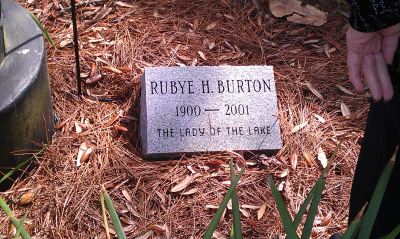 RUBYE H. BURTON
1900 — 2001
THE LADY OF THE LAKE